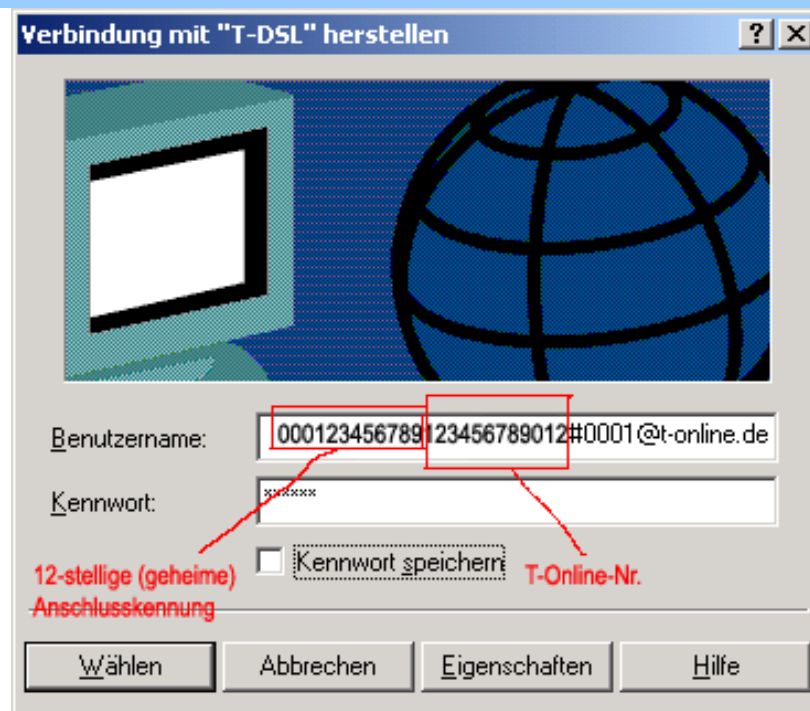 Verbindung mit "T-DSL" herstellen
Benutzername: 000123456789123456789012#0001@t-online.de
Kennwort: xxxxxx
Kennwort speichern
12-stellige (geheime)
Anschlusskennung
T-Online-Nr.
Wählen Abbrechen Eigenschaften Hilfe